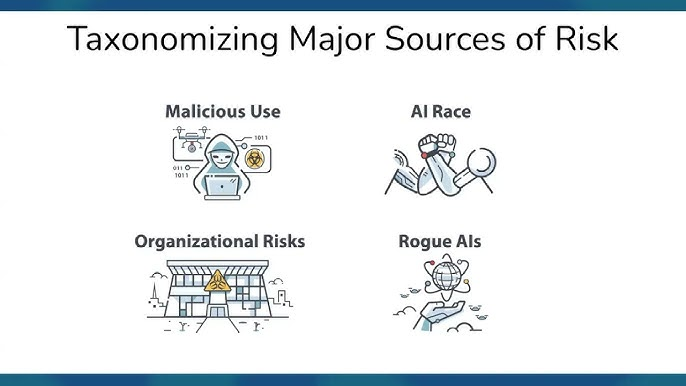 Taxonomizing Major Sources of Risk
Malicious Use
AI Race
1011
011
1011
Organizational Risks
Rogue AIs